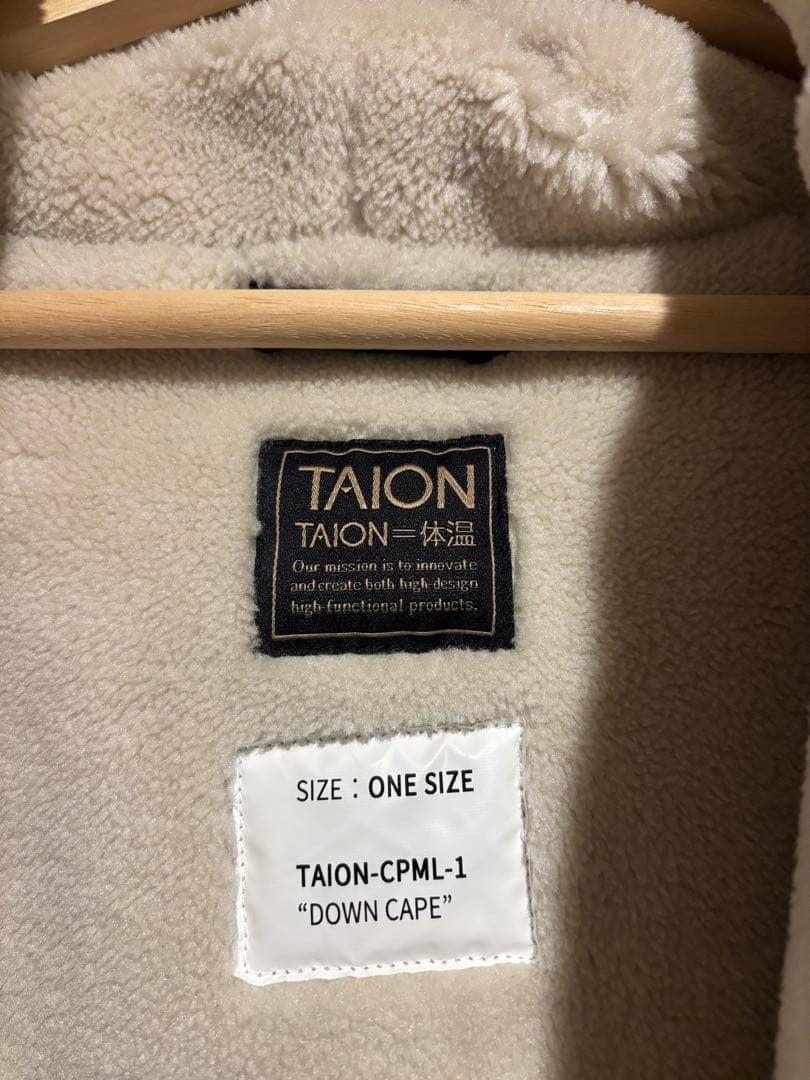 TAION
TAION=体温
Our mission is to innovate
and create both high-design
high-functional products.
SIZE : ONE SIZE
TAION-CPML-1
“DOWN CAPE”